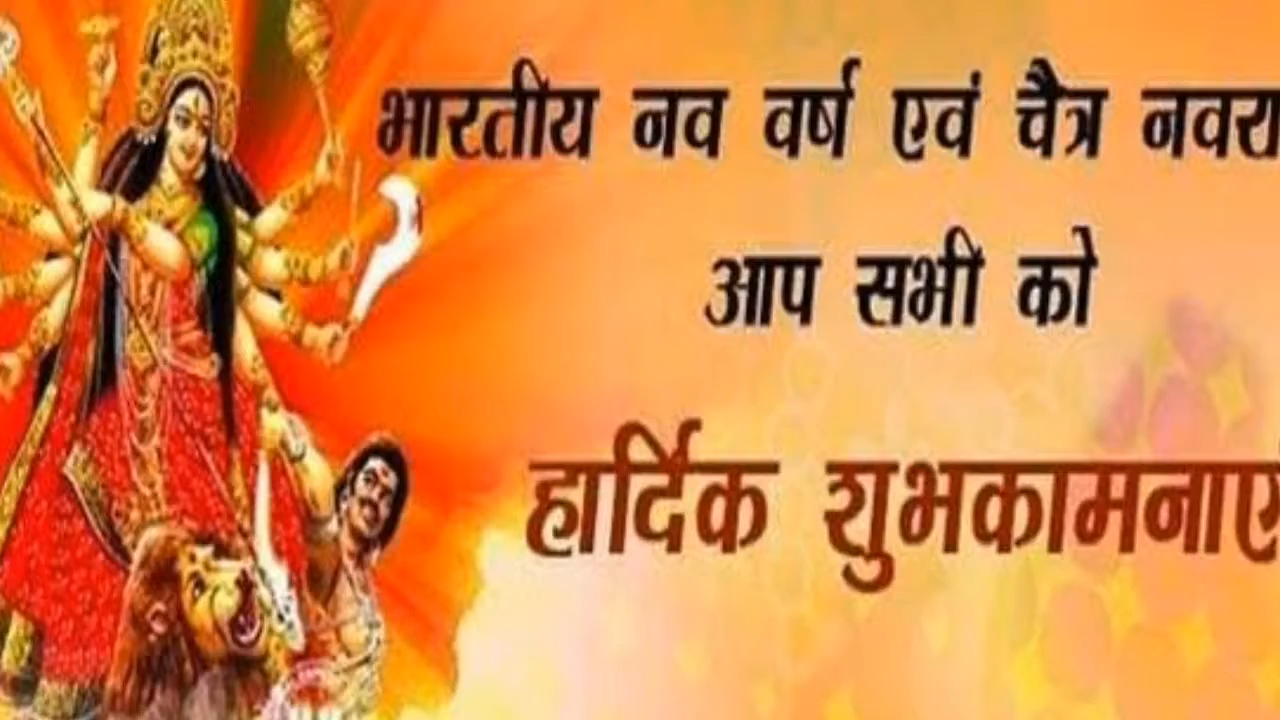 भारतीय नव वर्ष एवं चैत्र नवरा
आप सभी को
हार्दिक शुभकामनाएं